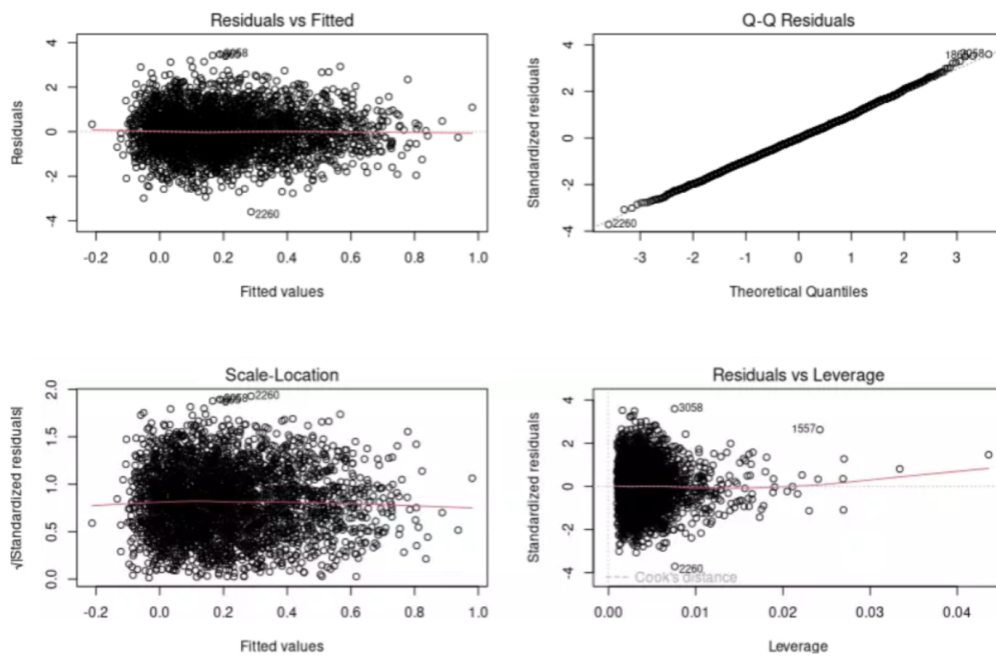 Residuals vs Fitted
Residuals
4
2
0
-2
-4
3058
2260
-0.2 0.0 0.2 0.4 0.6 0.8 1.0
Fitted values
Q-Q Residuals
Standardized residuals
4
2
0
-2
-4
3058
2260
-3 -2 -1 0 1 2 3
Theoretical Quantiles
Scale-Location
√|Standardized residuals|
2.0
1.5
1.0
0.5
0.0
3058
2260
-0.2 0.0 0.2 0.4 0.6 0.8 1.0
Fitted values
Residuals vs Leverage
Standardized residuals
4
2
0
-2
-4
3058
1557
2260
Cook's distance
0.00 0.01 0.02 0.03 0.04
Leverage